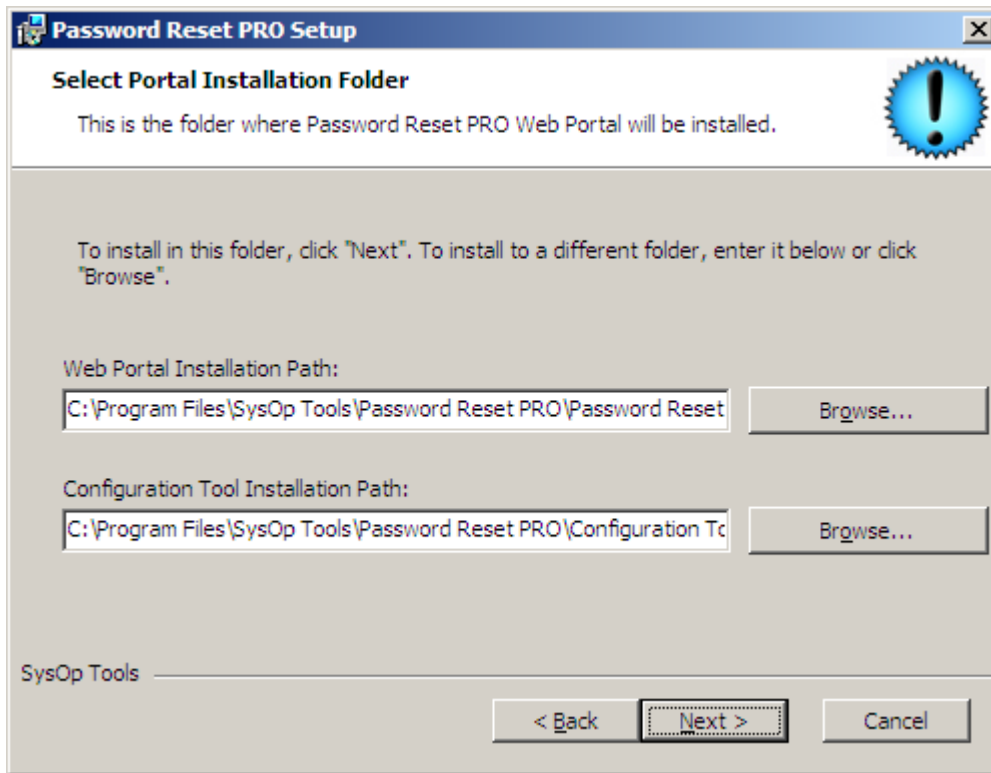 Password Reset PRO Setup
Select Portal Installation Folder
This is the folder where Password Reset PRO Web Portal will be installed.
To install in this folder, click "Next". To install to a different folder, enter it below or click
"Browse".
Web Portal Installation Path:
C:\Program Files\SysOp Tools\Password Reset PRO\Password Reset
Browse...
Configuration Tool Installation Path:
C:\Program Files\SysOp Tools\Password Reset PRO\Configuration To
Browse...
SysOp Tools
< Back
Next >
Cancel